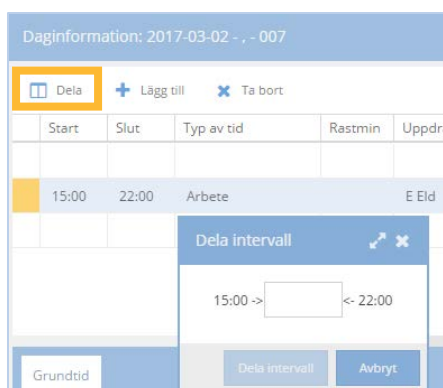 Daginformation: 2017-03-02 - , - 007
Dela Lägg till Ta bort
Start Slut Typ av tid Rastmin Uppdr
15:00 22:00 Arbete E Eld
Dela intervall
15:00 -> <- 22:00
Dela intervall Avbryt
Grundtid